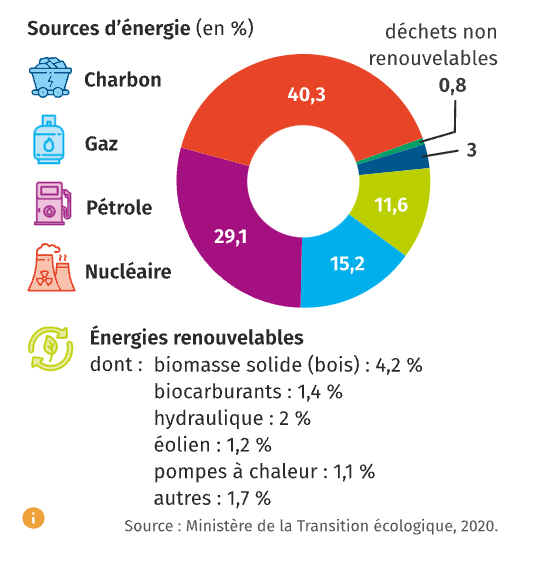 Sources d’énergie (en %)
Charbon
Gaz
Pétrole
Nucléaire
déchets non
renouvelables
0,8
3
40,3
11,6
29,1
15,2
Énergies renouvelables
dont : biomasse solide (bois) : 4,2 %
biocarburants : 1,4 %
hydraulique : 2 %
éolien : 1,2 %
pompes à chaleur : 1,1 %
autres : 1,7 %
i
Source : Ministère de la Transition écologique, 2020.